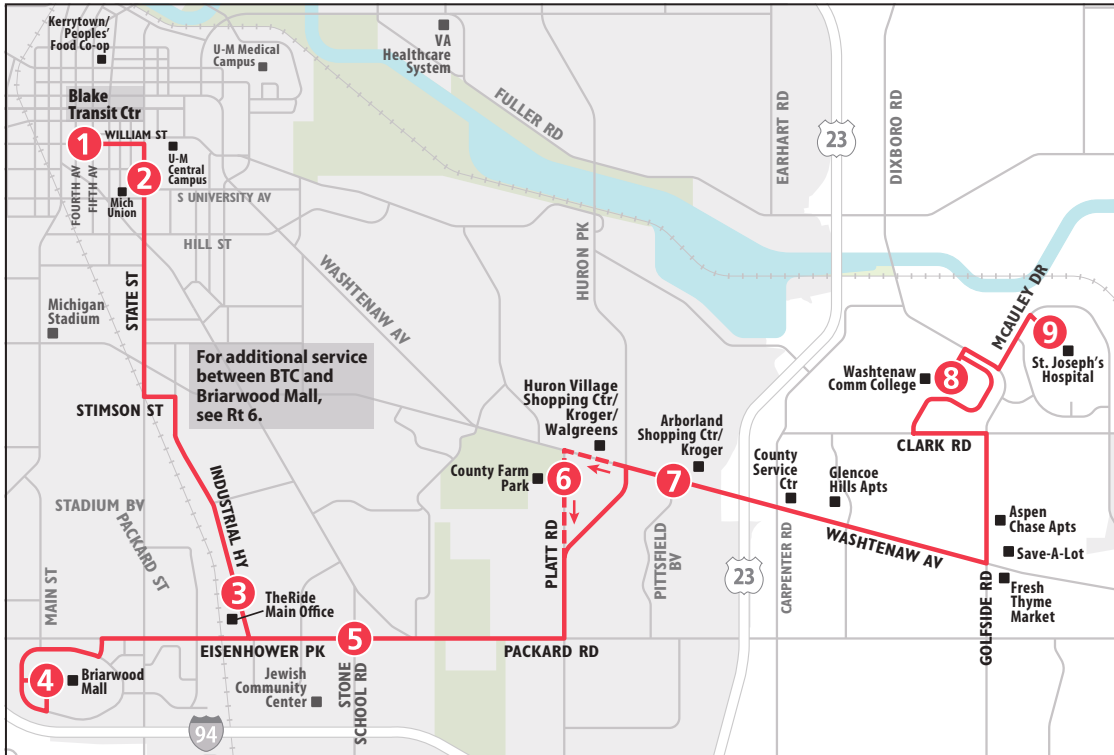 Kerrytown/
Peoples'
Food Co-op
U-M Medical
Campus
VA
Healthcare
System
Blake
Transit Ctr
1
WILLIAM ST
2
U-M
Central
Campus
FOURTH AV
FIFTH AV
Mich
Union
S UNIVERSITY AV
HILL ST
FULLER RD
EARHART RD
23
DIXBORO RD
HURON PK
WASHTENAW AV
STATE ST
Michigan
Stadium
MCAULEY DR
9
St. Joseph's
Hospital
For additional service
between BTC and
Briarwood Mall,
see Rt 6.
STIMSON ST
Huron Village
Shopping Ctr/
Kroger/
Walgreens
Washtenaw
Comm College
8
Arborland
Shopping Ctr/
Kroger
CLARK RD
County Farm
Park
6
7
County
Service
Ctr
Glencoe
Hills Apts
INDUSTRIAL HY
STADIUM BV
PACKARD ST
MAIN ST
PLATT RD
PITTSFIELD
BV
23
CARPENTER RD
WASHTENAW AV
Aspen
Chase Apts
Save-A-Lot
Fresh
Thyme
Market
GOLFSIDE RD
3
TheRide
Main Office
5
EISENHOWER PK
PACKARD RD
4
Briarwood
Mall
Jewish
Community
Center
STONE
SCHOOL RD
94